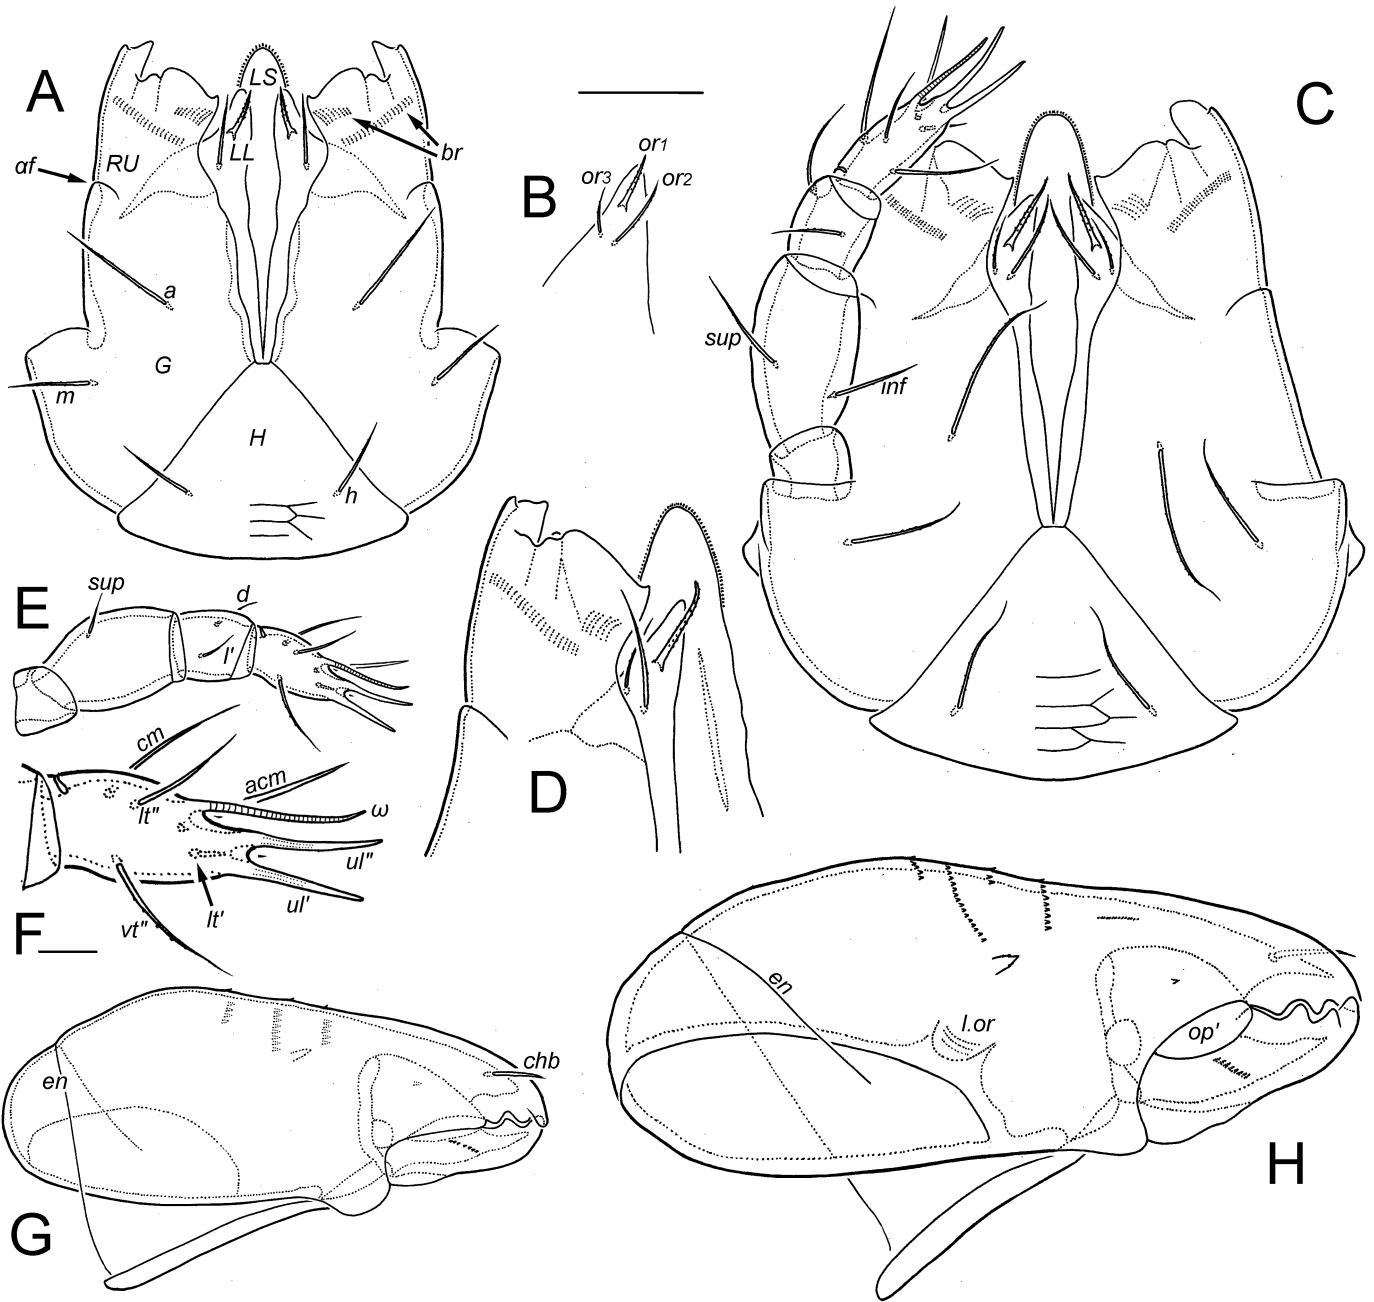 A
LS
LL
RU
br
αf
a
G
m
H
h
B
or1
or3
or2
C
sup
inf
D
E
sup
d
l'
F
cm
lt"
acm
ω
ul"
ul'
lt'
vt"
G
en
chb
H
en
l.or
op'